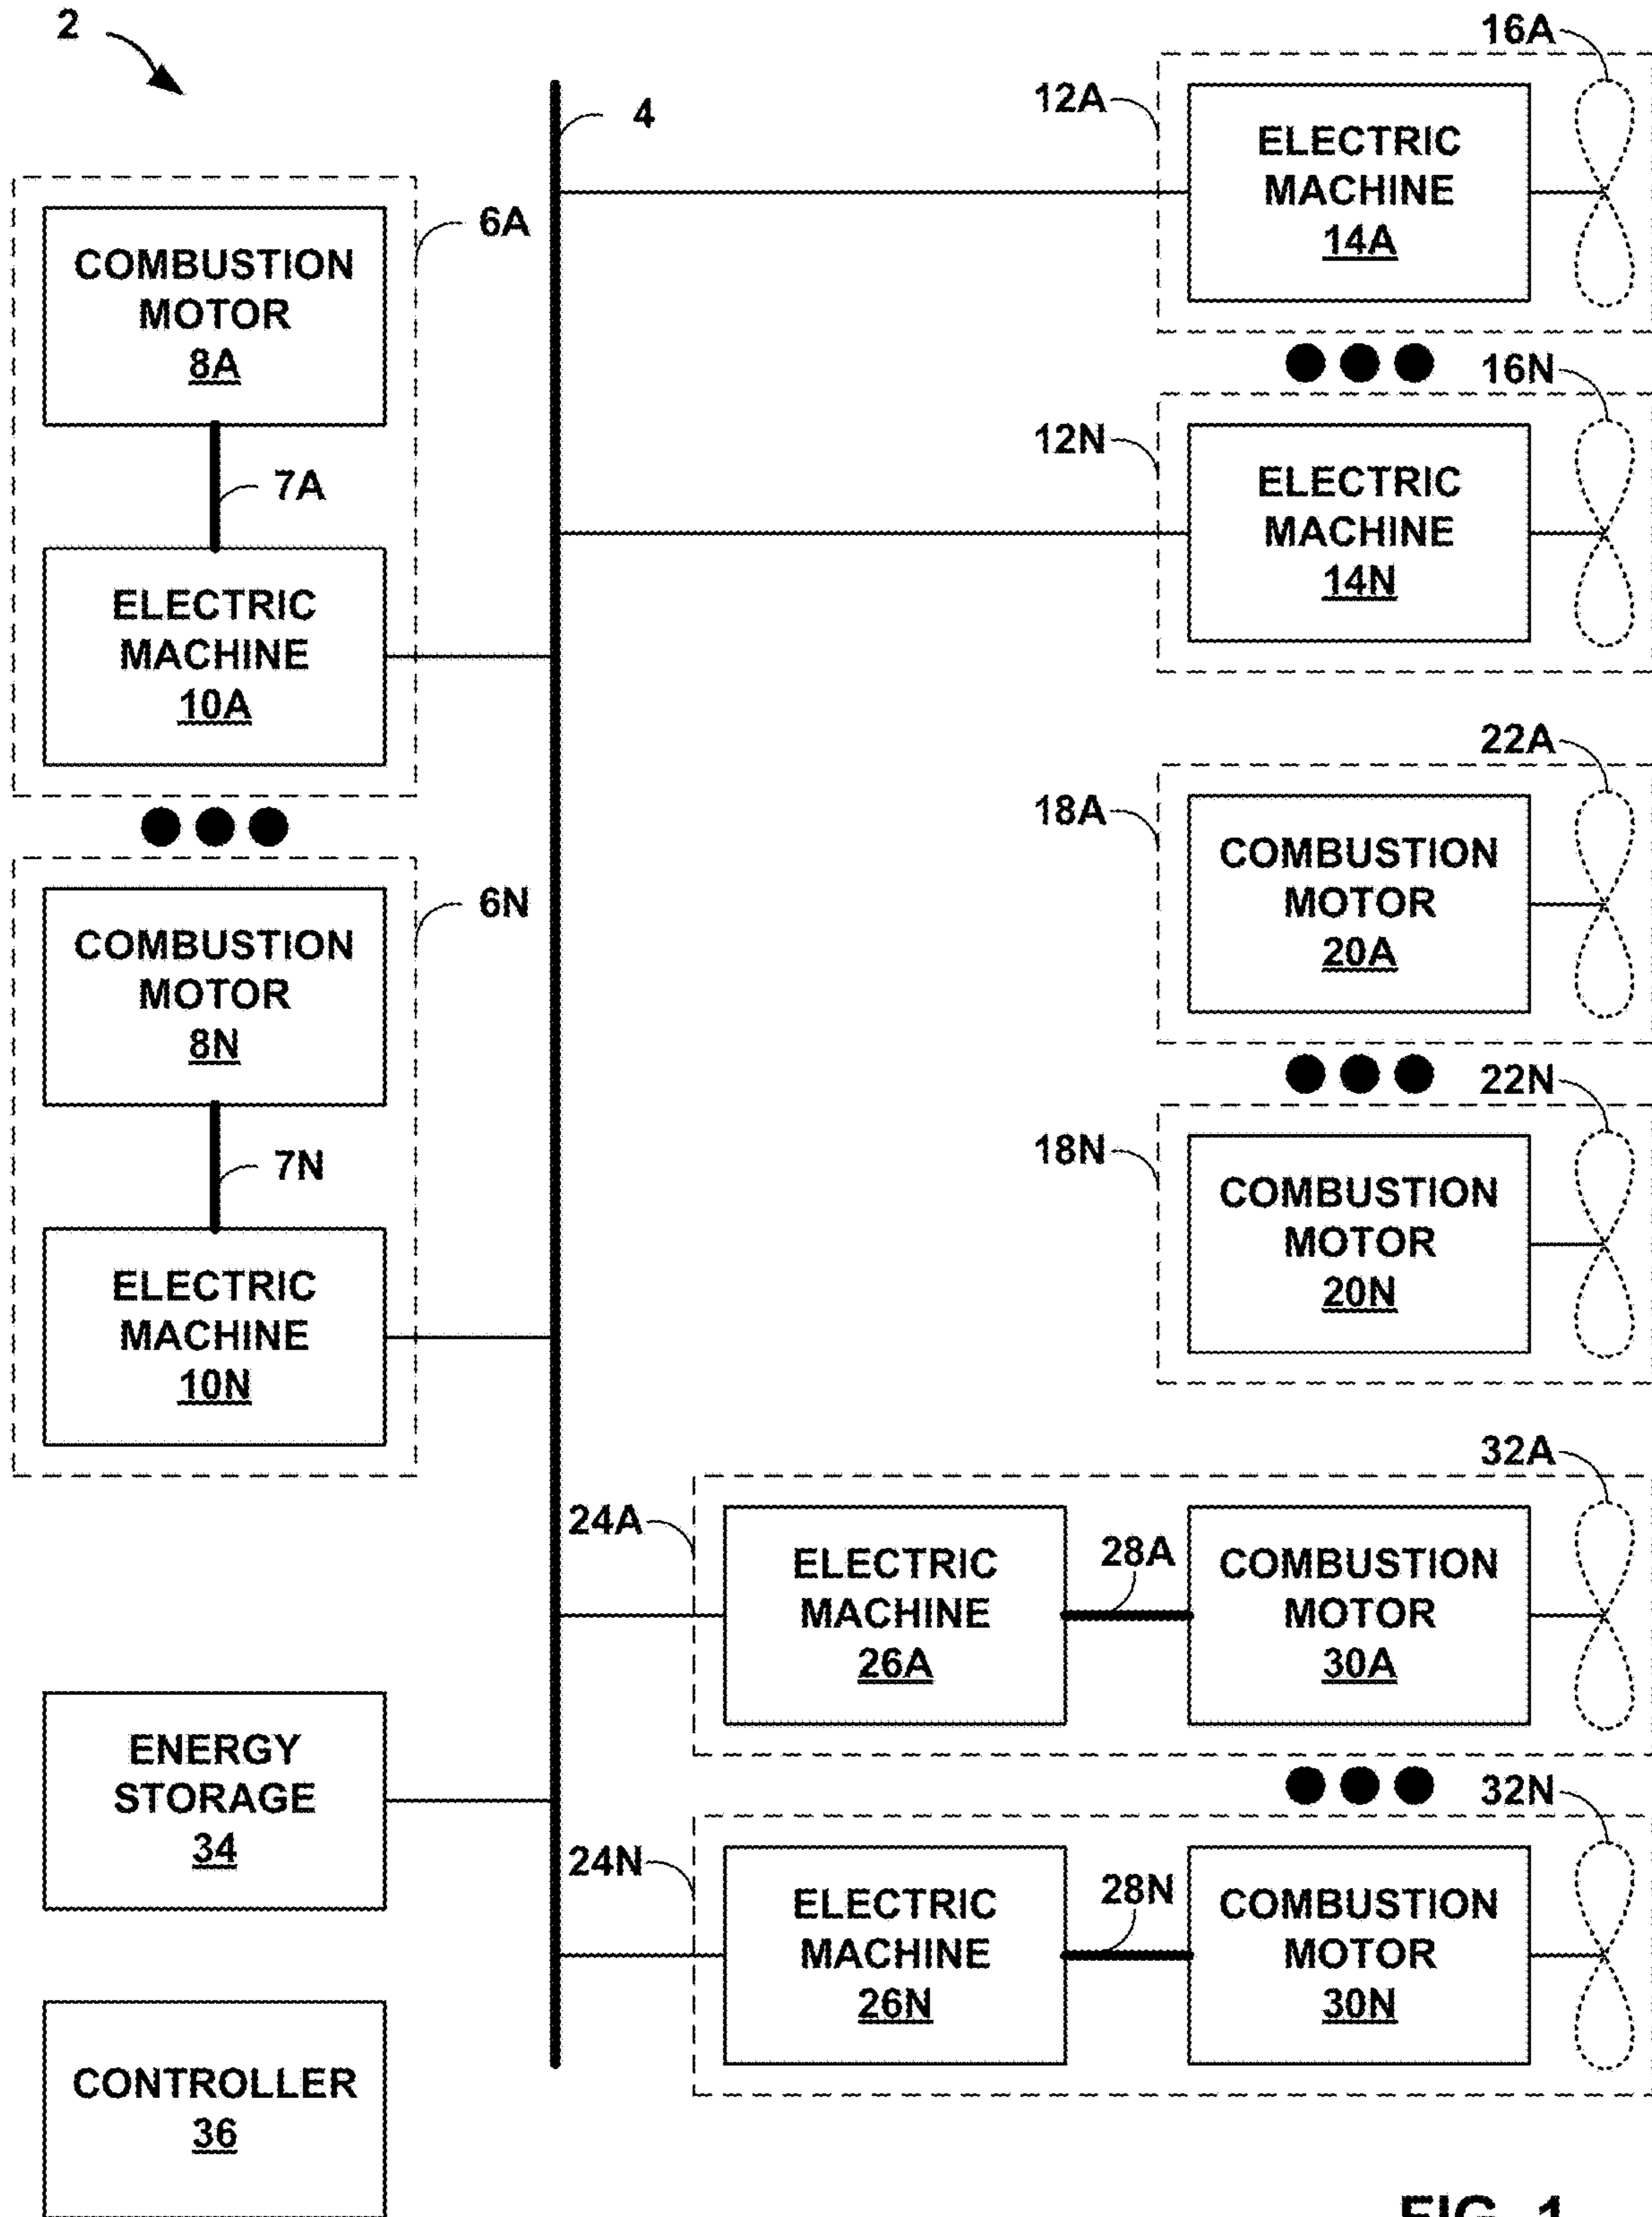 2
4
6A
COMBUSTION
MOTOR
8A
7A
ELECTRIC
MACHINE
10A
6N
COMBUSTION
MOTOR
8N
7N
ELECTRIC
MACHINE
10N
ENERGY
STORAGE
34
CONTROLLER
36
16A
12A
ELECTRIC
MACHINE
14A
16N
12N
ELECTRIC
MACHINE
14N
22A
18A
COMBUSTION
MOTOR
20A
22N
18N
COMBUSTION
MOTOR
20N
32A
24A
ELECTRIC
MACHINE
26A
28A
COMBUSTION
MOTOR
30A
32N
24N
ELECTRIC
MACHINE
26N
28N
COMBUSTION
MOTOR
30N
FIG. 1